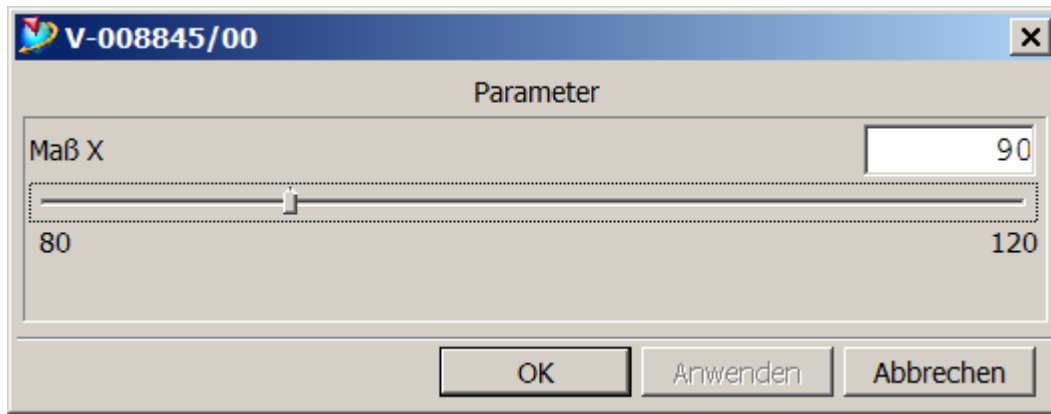 V-008845/00
Parameter
Maß X 90
80 120
OK Anwenden Abbrechen